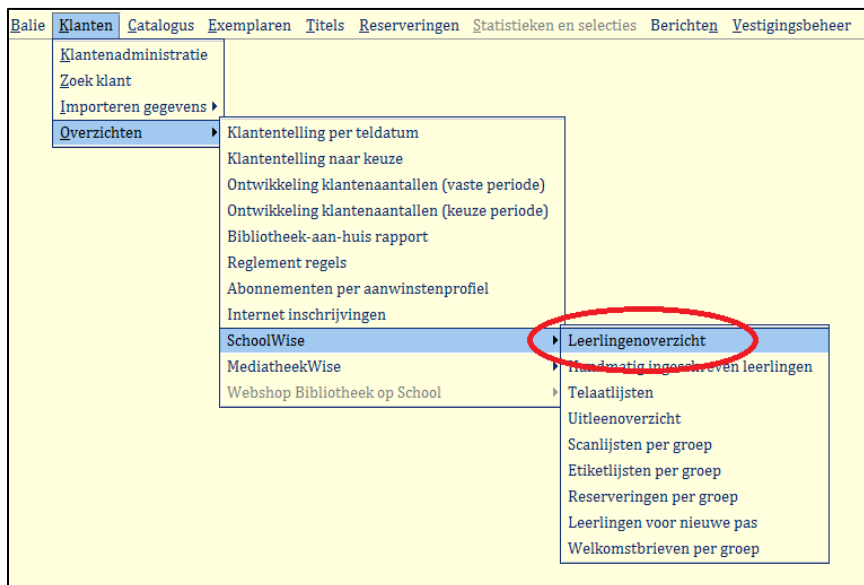 Balie Klanten Catalogus Exemplaren Titels Reserveringen Statistieken en selecties Berichten Vestigingsbeheer
Klantenadministratie
Zoek klant
Importeren gegevens
Overzichten
Klantentelling per teldatum
Klantentelling naar keuze
Ontwikkeling klantenaantallen (vaste periode)
Ontwikkeling klantenaantallen (keuze periode)
Bibliotheek-aan-huis rapport
Reglement regels
Abonnementen per aanwinstenprofiel
Internet inschrijvingen
SchoolWise
MediatheekWise
Webshop Bibliotheek op School
Leerlingenoverzicht
Handmatig ingeschreven leerlingen
Telaatlijsten
Uitleenoverzicht
Scanlijsten per groep
Etiketlijsten per groep
Reserveringen per groep
Leerlingen voor nieuwe pas
Welkomstbrieven per groep